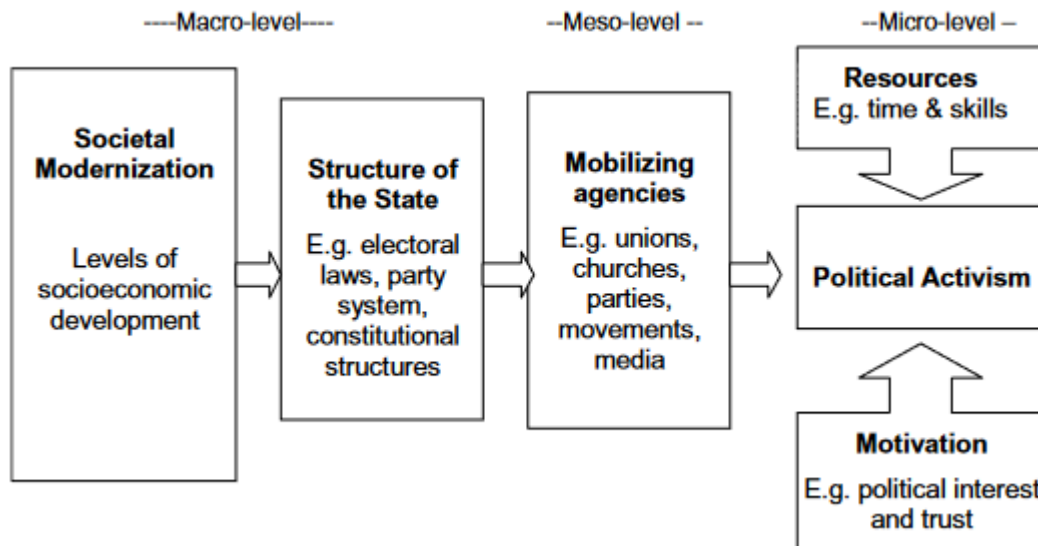 ----Macro-level----
--Meso-level --
--Micro-level –
Societal
Modernization
Levels of
socioeconomic
development
Structure of
the State
E.g. electoral
laws, party
system,
constitutional
structures
Mobilizing
agencies
E.g. unions,
churches,
parties,
movements,
media
Resources
E.g. time & skills
Political Activism
Motivation
E.g. political interest
and trust